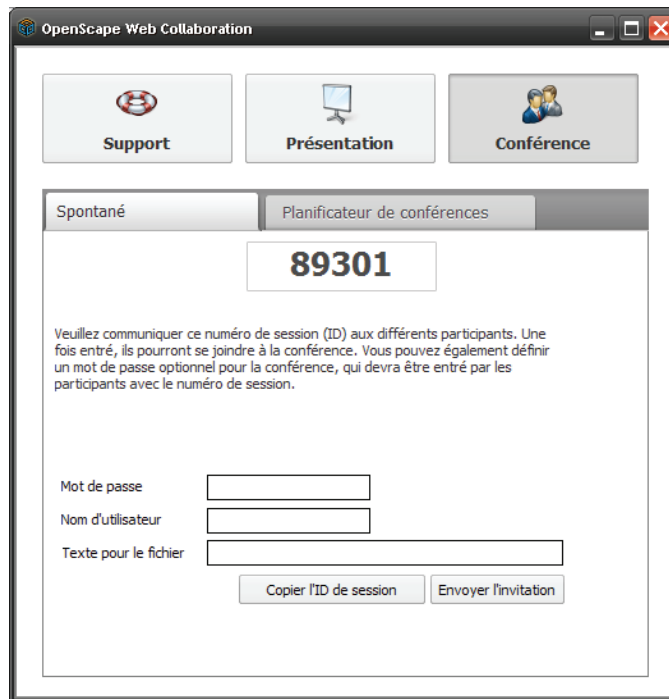 OpenScape Web Collaboration
Support
Présentation
Conférence
Spontané
Planificateur de conférences
89301
Veuillez communiquer ce numéro de session (ID) aux différents participants. Une
fois entré, ils pourront se joindre à la conférence. Vous pouvez également définir
un mot de passe optionnel pour la conférence, qui devra être entré par les
participants avec le numéro de session.
Mot de passe
Nom d'utilisateur
Texte pour le fichier
Copier l'ID de session
Envoyer l'invitation